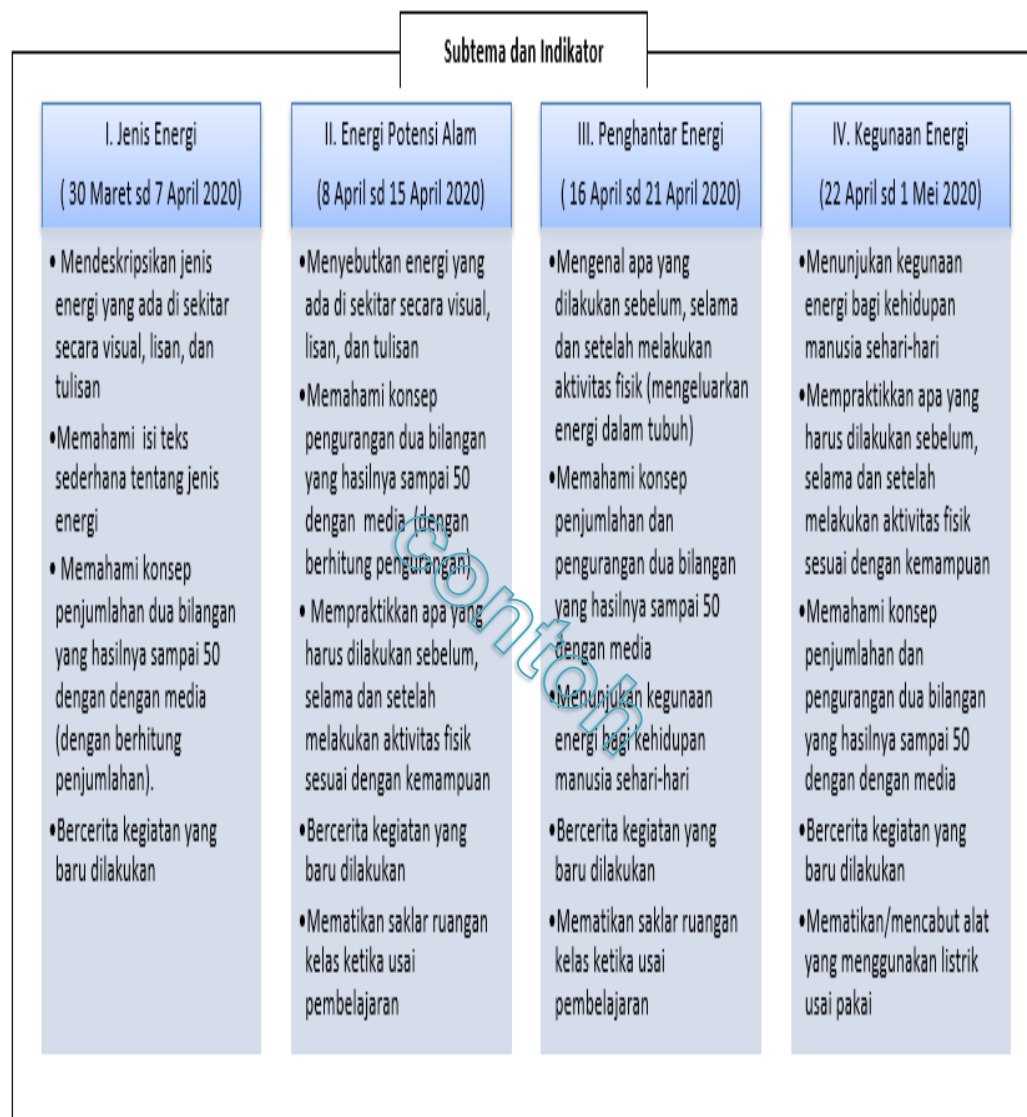 Subtema dan Indikator
I. Jenis Energi
( 30 Maret sd 7 April 2020)
• Mendeskripsikan jenis
energi yang ada di sekitar
secara visual, lisan, dan
tulisan
•Memahami isi teks
sederhana tentang jenis
energi
• Memahami konsep
penjumlahan dua bilangan
yang hasilnya sampai 50
dengan dengan media
(dengan berhitung
penjumlahan).
•Bercerita kegiatan yang
baru dilakukan
II. Energi Potensi Alam
(8 April sd 15 April 2020)
•Menyebutkan energi yang
ada di sekitar secara visual,
lisan, dan tulisan
•Memahami konsep
pengurangan dua bilangan
yang hasilnya sampai 50
dengan media (dengan
berhitung pengurangan)
• Mempraktikkan apa yang
harus dilakukan sebelum,
selama dan setelah
melakukan aktivitas fisik
sesuai dengan kemampuan
•Bercerita kegiatan yang
baru dilakukan
•Mematikan saklar ruangan
kelas ketika usai
pembelajaran
III. Penghantar Energi
( 16 April sd 21 April 2020)
•Mengenal apa yang
dilakukan sebelum, selama
dan setelah melakukan
aktivitas fisik (mengeluarkan
energi dalam tubuh)
•Memahami konsep
penjumlahan dan
pengurangan dua bilangan
yang hasilnya sampai 50
dengan media
•Menunjukan kegunaan
energi bagi kehidupan
manusia sehari-hari
•Bercerita kegiatan yang
baru dilakukan
•Mematikan saklar ruangan
kelas ketika usai
pembelajaran
IV. Kegunaan Energi
(22 April sd 1 Mei 2020)
•Menunjukan kegunaan
energi bagi kehidupan
manusia sehari-hari
•Mempraktikkan apa yang
harus dilakukan sebelum,
selama dan setelah
melakukan aktivitas fisik
sesuai dengan kemampuan
•Memahami konsep
penjumlahan dan
pengurangan dua bilangan
yang hasilnya sampai 50
dengan dengan media
•Bercerita kegiatan yang
baru dilakukan
•Mematikan/mencabut alat
yang menggunakan listrik
usai pakai
contoh